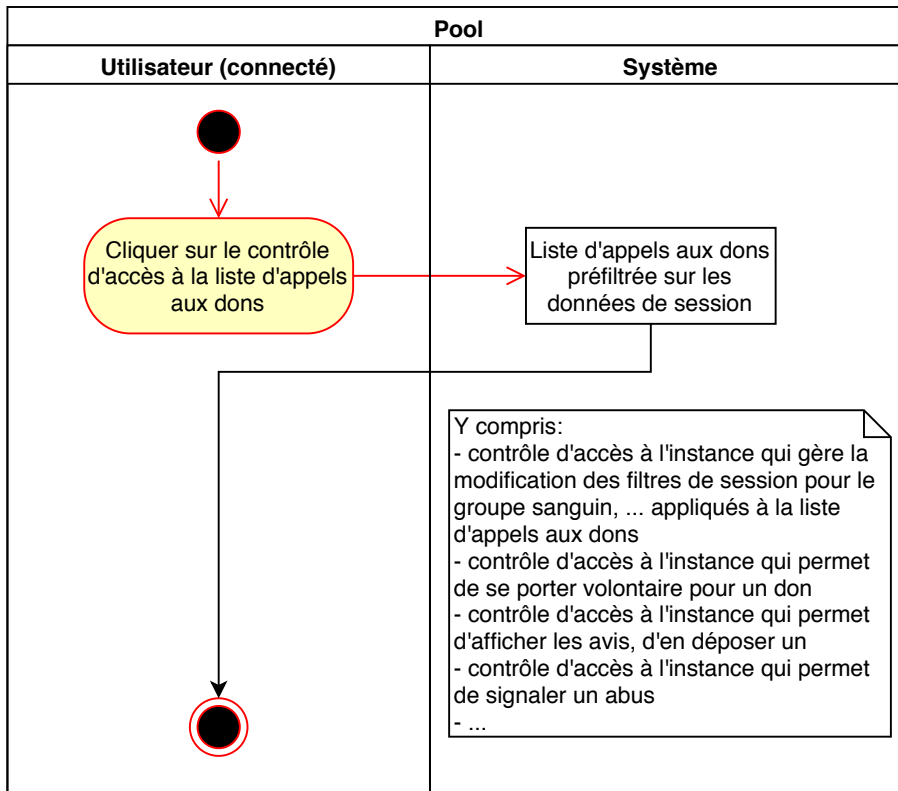 Pool
Utilisateur (connecté)
Système
Cliquer sur le contrôle
d'accès à la liste d'appels
aux dons
Liste d'appels aux dons
préfiltrée sur les
données de session
Y compris:
- contrôle d'accès à l'instance qui gère la
modification des filtres de session pour le
groupe sanguin, ... appliqués à la liste
d'appels aux dons
- contrôle d'accès à l'instance qui permet
de se porter volontaire pour un don
- contrôle d'accès à l'instance qui permet
d'afficher les avis, d'en déposer un
- contrôle d'accès à l'instance qui permet
de signaler un abus
- ...